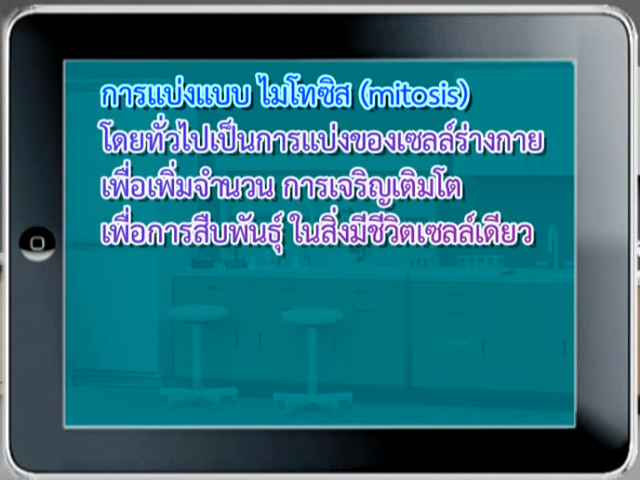 การแบ่งแบบ ไมโทซิส (mitosis)
โดยทั่วไปเป็นการแบ่งของเซลล์ร่างกาย
เพื่อเพิ่มจำนวน การเจริญเติมโต
เพื่อการสืบพันธุ์ ในสิ่งมีชีวิตเซลล์เดียว